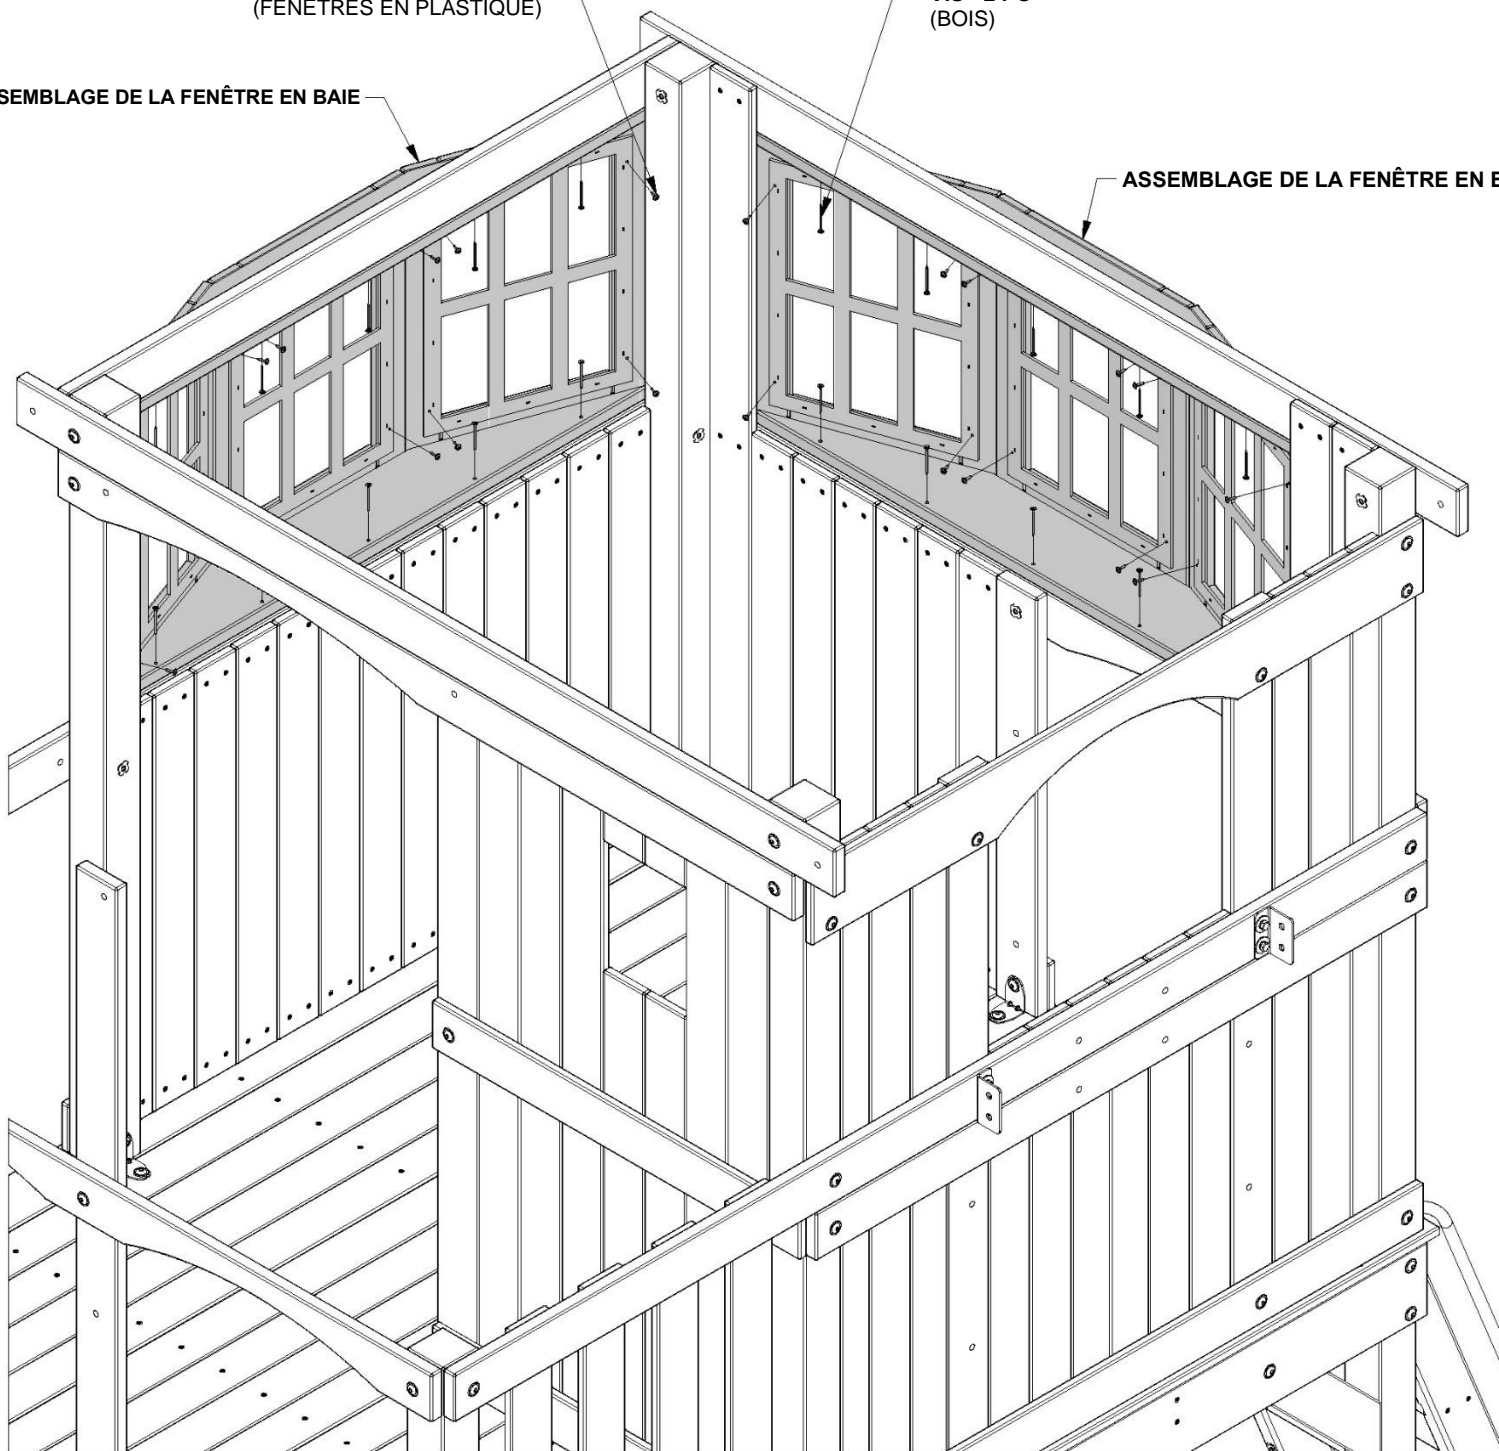 (FENÊTRES EN PLASTIQUE)
(BOIS)
SEMBLAGE DE LA FENÊTRE EN BAIE
ASSEMBLAGE DE LA FENÊTRE EN